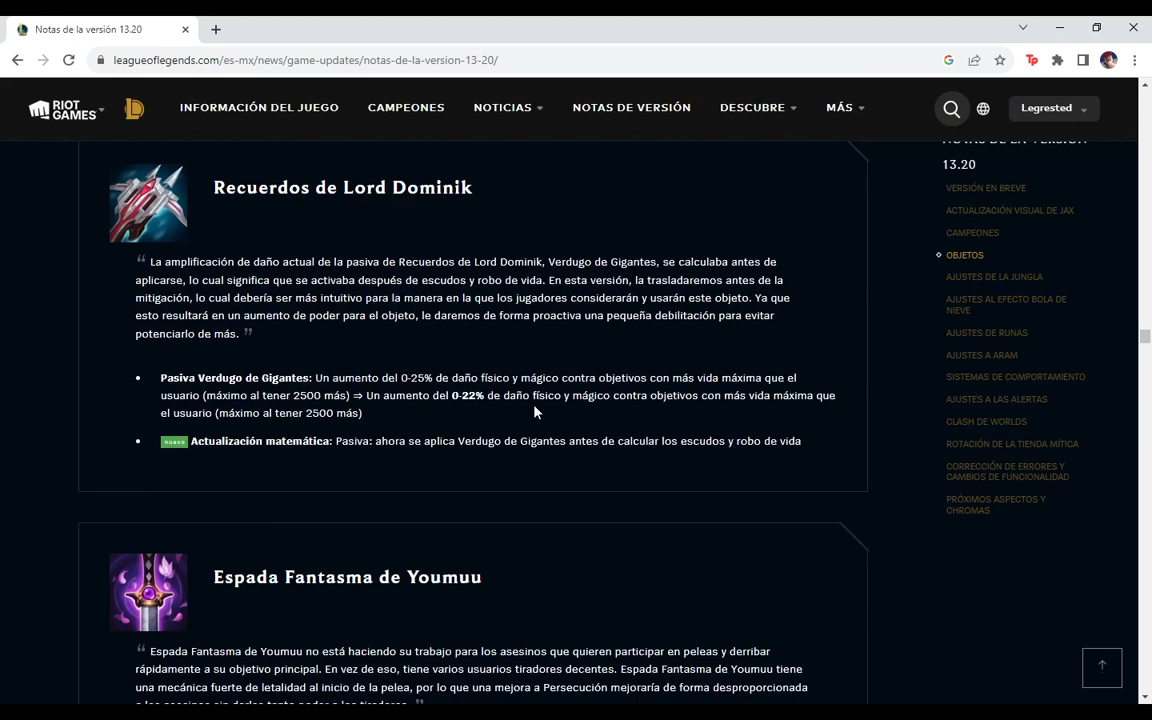 Notas de la versión 13.20
leagueoflegends.com/es-mx/news/game-updates/notas-de-la-version-13-20/
RIOT GAMES
INFORMACIÓN DEL JUEGO
CAMPEONES
NOTICIAS
NOTAS DE VERSIÓN
DESCUBRE
MÁS
Legrested
Recuerdos de Lord Dominik
“ La amplificación de daño actual de la pasiva de Recuerdos de Lord Dominik, Verdugo de Gigantes, se calculaba antes de
aplicarse, lo cual significa que se activaba después de escudos y robo de vida. En esta versión, la trasladaremos antes de la
mitigación, lo cual debería ser más intuitivo para la manera en la que los jugadores considerarán y usarán este objeto. Ya que
esto resultará en un aumento de poder para el objeto, le daremos de forma proactiva una pequeña debilitación para evitar
potenciarlo de más. ”
• Pasiva Verdugo de Gigantes: Un aumento del 0-25% de daño físico y mágico contra objetivos con más vida máxima que el
usuario (máximo al tener 2500 más) ⇒ Un aumento del 0-22% de daño físico y mágico contra objetivos con más vida máxima que
el usuario (máximo al tener 2500 más)
• nuevo Actualización matemática: Pasiva: ahora se aplica Verdugo de Gigantes antes de calcular los escudos y robo de vida
Espada Fantasma de Youmuu
“ Espada Fantasma de Youmuu no está haciendo su trabajo para los asesinos que quieren participar en peleas y derribar
rápidamente a su objetivo principal. En vez de eso, tiene varios usuarios tiradores decentes. Espada Fantasma de Youmuu tiene
una mecánica fuerte de letalidad al inicio de la pelea, por lo que una mejora a Persecución mejoraría de forma desproporcionada
a los asesinos sin darles tanto poder a los tiradores. ”
NOTAS DE LA VERSIÓN
13.20
VERSIÓN EN BREVE
ACTUALIZACIÓN VISUAL DE JAX
CAMPEONES
OBJETOS
AJUSTES DE LA JUNGLA
AJUSTES AL EFECTO BOLA DE
NIEVE
AJUSTES DE RUNAS
AJUSTES A ARAM
SISTEMAS DE COMPORTAMIENTO
AJUSTES A LAS ALERTAS
CLASH DE WORLDS
ROTACIÓN DE LA TIENDA MÍTICA
CORRECCIÓN DE ERRORES Y
CAMBIOS DE FUNCIONALIDAD
PRÓXIMOS ASPECTOS Y
CHROMAS